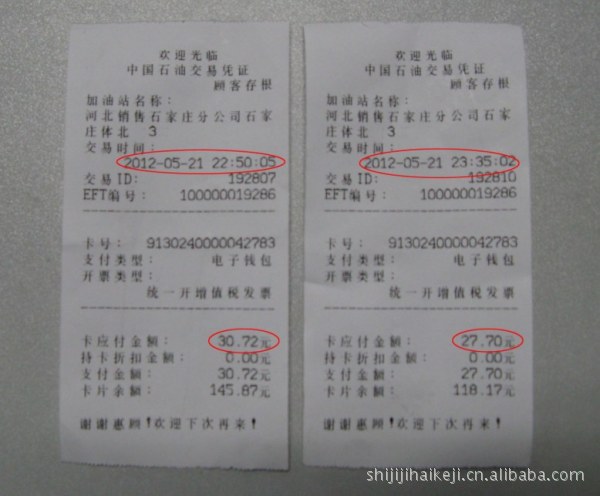 欢迎光临
中国石油交易凭证
顾客存根
加油站名称：
河北销售石家庄分公司石家
庄体北 3
交易时间：
2012-05-21 22:50:05
交易ID： 192807
EFT编号： 100000019286
卡号： 9130240000042783
支付类型： 电子钱包
开票类型：
统一开增值税发票
卡应付金额： 30.72元
持卡折扣金额： 0.00元
支付金额： 30.72元
卡片余额： 145.87元
谢谢惠顾！欢迎下次再来！
欢迎光临
中国石油交易凭证
顾客存根
加油站名称：
河北销售石家庄分公司石家
庄体北 3
交易时间：
2012-05-21 23:35:02
交易ID： 192810
EFT编号： 100000019286
卡号： 9130240000042783
支付类型： 电子钱包
开票类型：
统一开增值税发票
卡应付金额： 27.70元
持卡折扣金额： 0.00元
支付金额： 27.70元
卡片余额： 118.17元
谢谢惠顾！欢迎下次再来！
shijijihaikeji.cn.alibaba.com